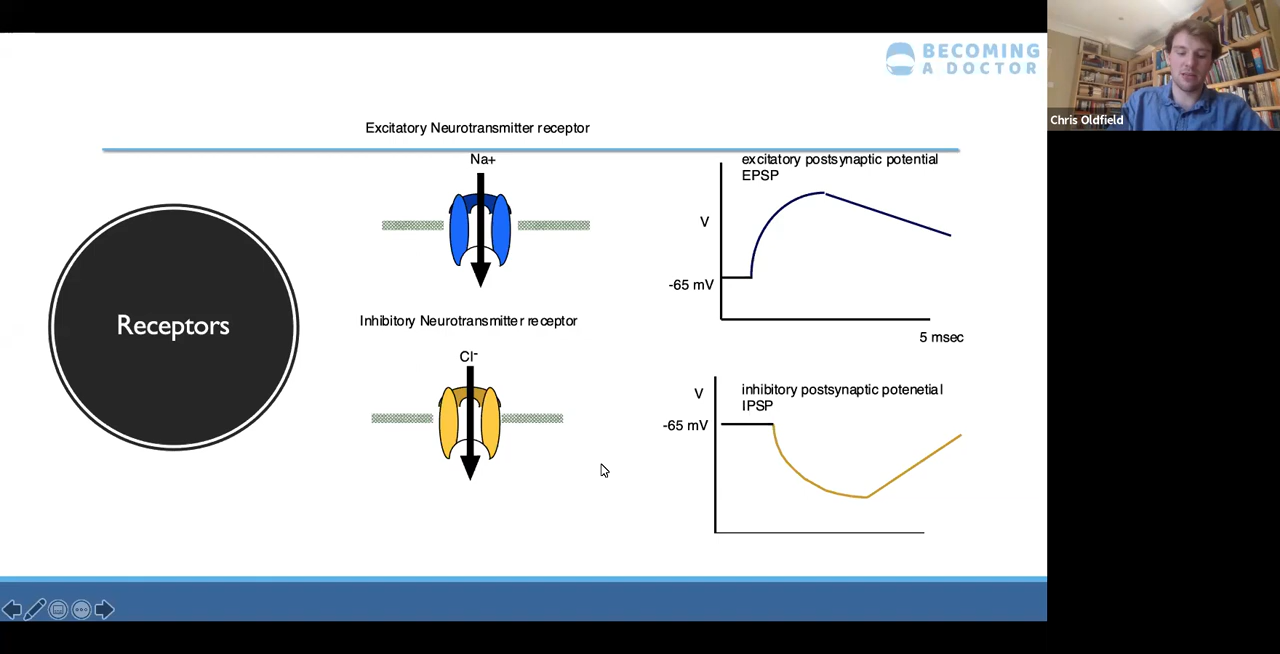 BECOMING
A DOCTOR
Chris Oldfield
Excitatory Neurotransmitter receptor
Na+
excitatory postsynaptic potential
EPSP
V
-65 mV
5 msec
Receptors
Inhibitory Neurotransmitter receptor
Cl-
V
inhibitory postsynaptic potenetial
IPSP
-65 mV